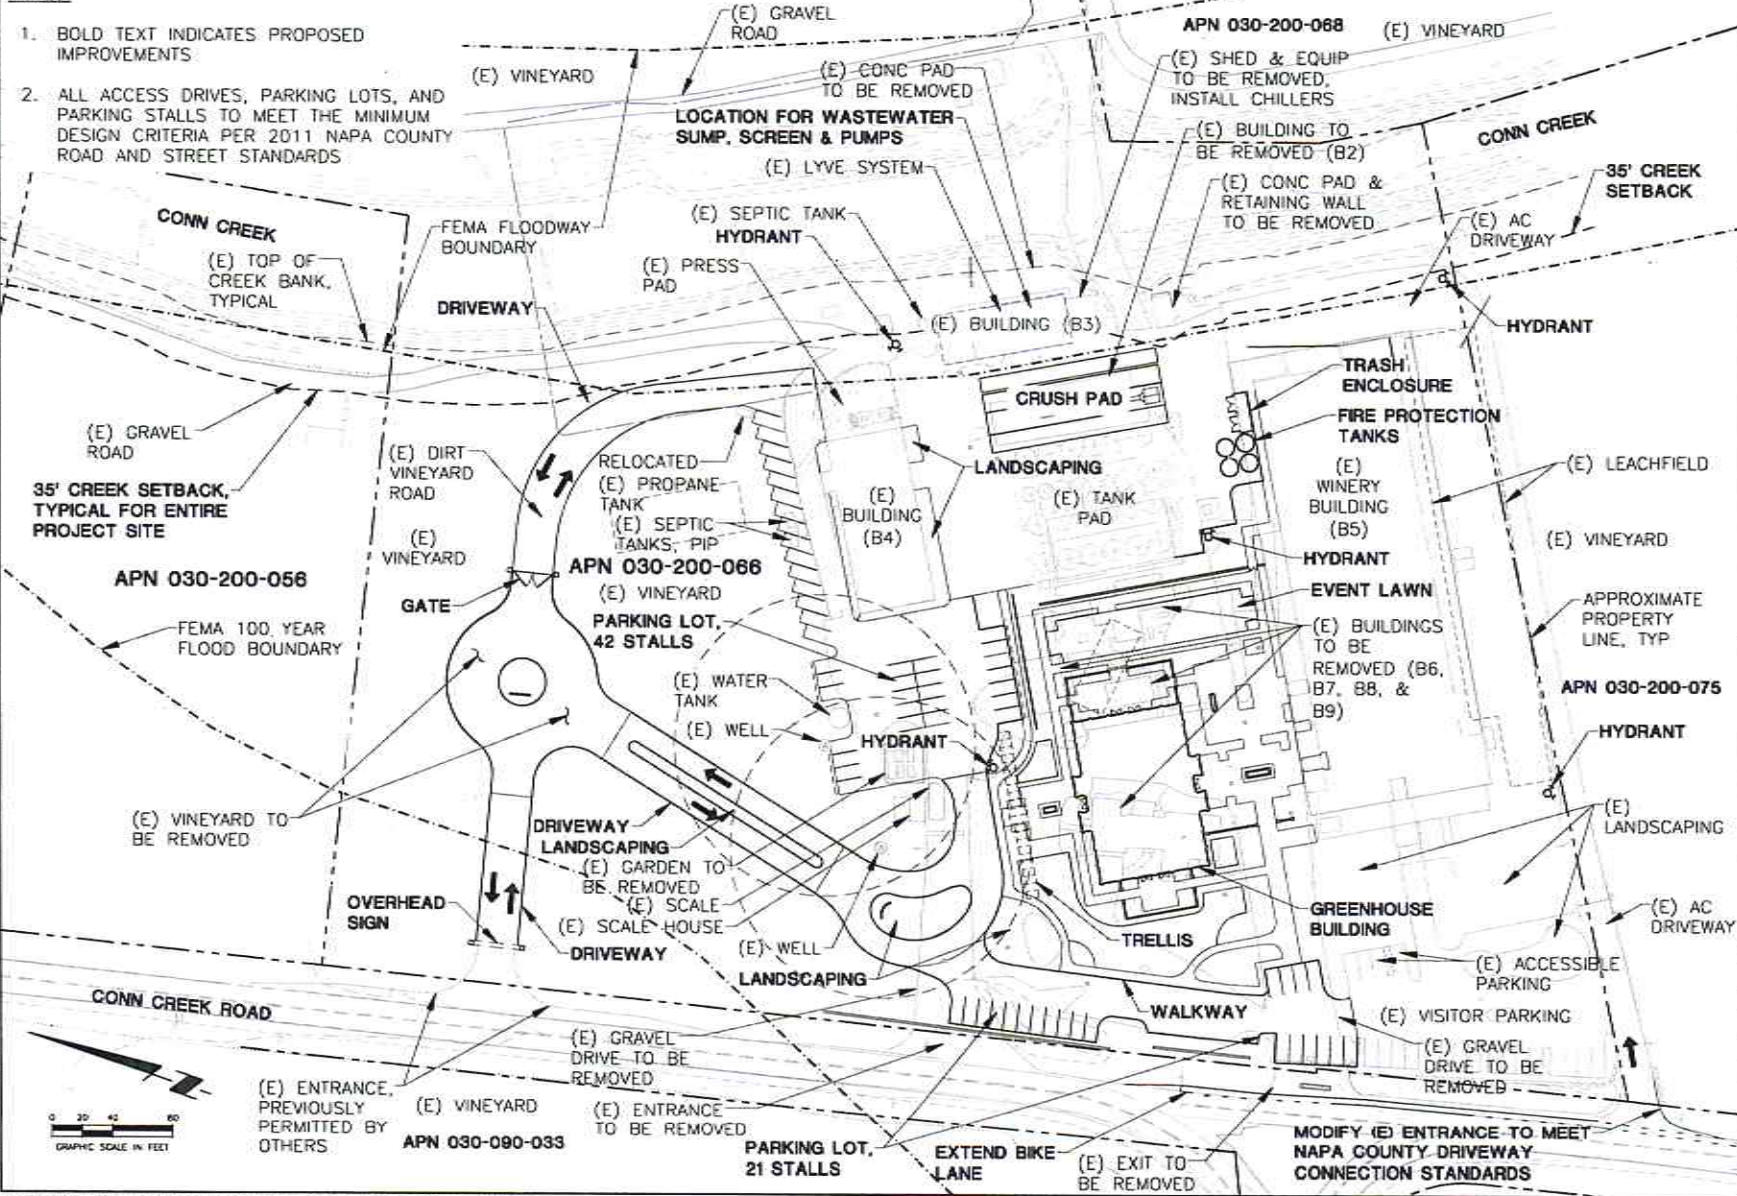 1. BOLD TEXT INDICATES PROPOSED
IMPROVEMENTS
2. ALL ACCESS DRIVES, PARKING LOTS, AND
PARKING STALLS TO MEET THE MINIMUM
DESIGN CRITERIA PER 2011 NAPA COUNTY
ROAD AND STREET STANDARDS
(E) GRAVEL
ROAD
(E) VINEYARD
(E) CONC PAD
TO BE REMOVED
LOCATION FOR WASTEWATER
SUMP, SCREEN & PUMPS
(E) LYVE SYSTEM
(E) SEPTIC TANK
HYDRANT
(E) PRESS
PAD
APN 030-200-068
(E) VINEYARD
(E) SHED & EQUIP
TO BE REMOVED,
INSTALL CHILLERS
(E) BUILDING TO
BE REMOVED (B2)
(E) CONC PAD &
RETAINING WALL
TO BE REMOVED
CONN CREEK
35' CREEK
SETBACK
(E) AC
DRIVEWAY
HYDRANT
CONN CREEK
FEMA FLOODWAY
BOUNDARY
(E) TOP OF
CREEK BANK,
TYPICAL
DRIVEWAY
(E) BUILDING (B3)
CRUSH PAD
TRASH
ENCLOSURE
FIRE PROTECTION
TANKS
(E) GRAVEL
ROAD
35' CREEK SETBACK,
TYPICAL FOR ENTIRE
PROJECT SITE
(E) DIRT
VINEYARD
ROAD
RELOCATED
(E) PROPANE
TANK
(E) SEPTIC
TANKS, PIP
LANDSCAPING
(E)
BUILDING
(B4)
(E) TANK
PAD
(E)
WINERY
BUILDING
(B5)
(E) LEACHFIELD
(E)
VINEYARD
(E) VINEYARD
APN 030-200-056
APN 030-200-066
(E) VINEYARD
HYDRANT
GATE
PARKING LOT,
42 STALLS
EVENT LAWN
FEMA 100 YEAR
FLOOD BOUNDARY
(E) BUILDINGS
TO BE
REMOVED (B6,
B7, B8, &
B9)
APPROXIMATE
PROPERTY
LINE, TYP
(E) WATER
TANK
(E) WELL
APN 030-200-075
HYDRANT
HYDRANT
(E) VINEYARD TO
BE REMOVED
DRIVEWAY
LANDSCAPING
(E) GARDEN TO
BE REMOVED
(E) SCALE
(E) SCALE HOUSE
(E)
LANDSCAPING
OVERHEAD
SIGN
DRIVEWAY
(E) WELL
LANDSCAPING
TRELLIS
GREENHOUSE
BUILDING
(E) AC
DRIVEWAY
(E) ACCESSIBLE
PARKING
CONN CREEK ROAD
WALKWAY
(E) VISITOR PARKING
(E) GRAVEL
DRIVE TO BE
REMOVED
(E) GRAVEL
DRIVE TO BE
REMOVED
(E) ENTRANCE,
PREVIOUSLY
PERMITTED BY
OTHERS
(E) VINEYARD
APN 030-090-033
(E) ENTRANCE
TO BE REMOVED
PARKING LOT,
21 STALLS
EXTEND BIKE
LANE
(E) EXIT TO
BE REMOVED
MODIFY (E) ENTRANCE TO MEET
NAPA COUNTY DRIVEWAY
CONNECTION STANDARDS
0 20 40 80
GRAPHIC SCALE IN FEET